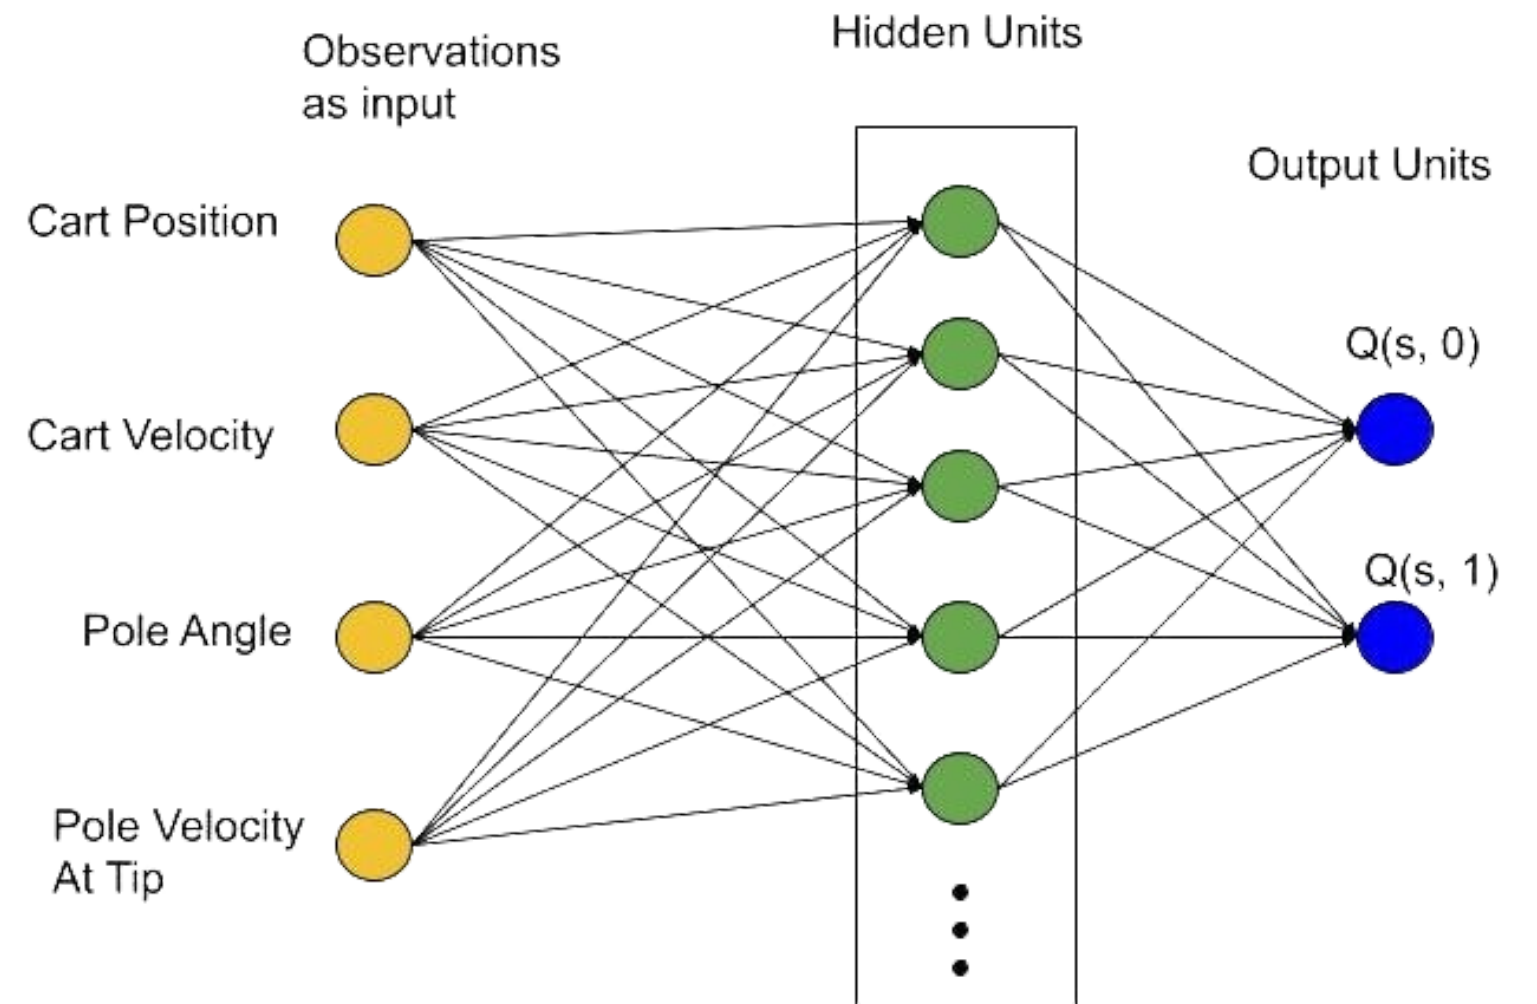 Observations
as input
Hidden Units
Output Units
Cart Position
Cart Velocity
Pole Angle
Pole Velocity
At Tip
Q(s, 0)
Q(s, 1)